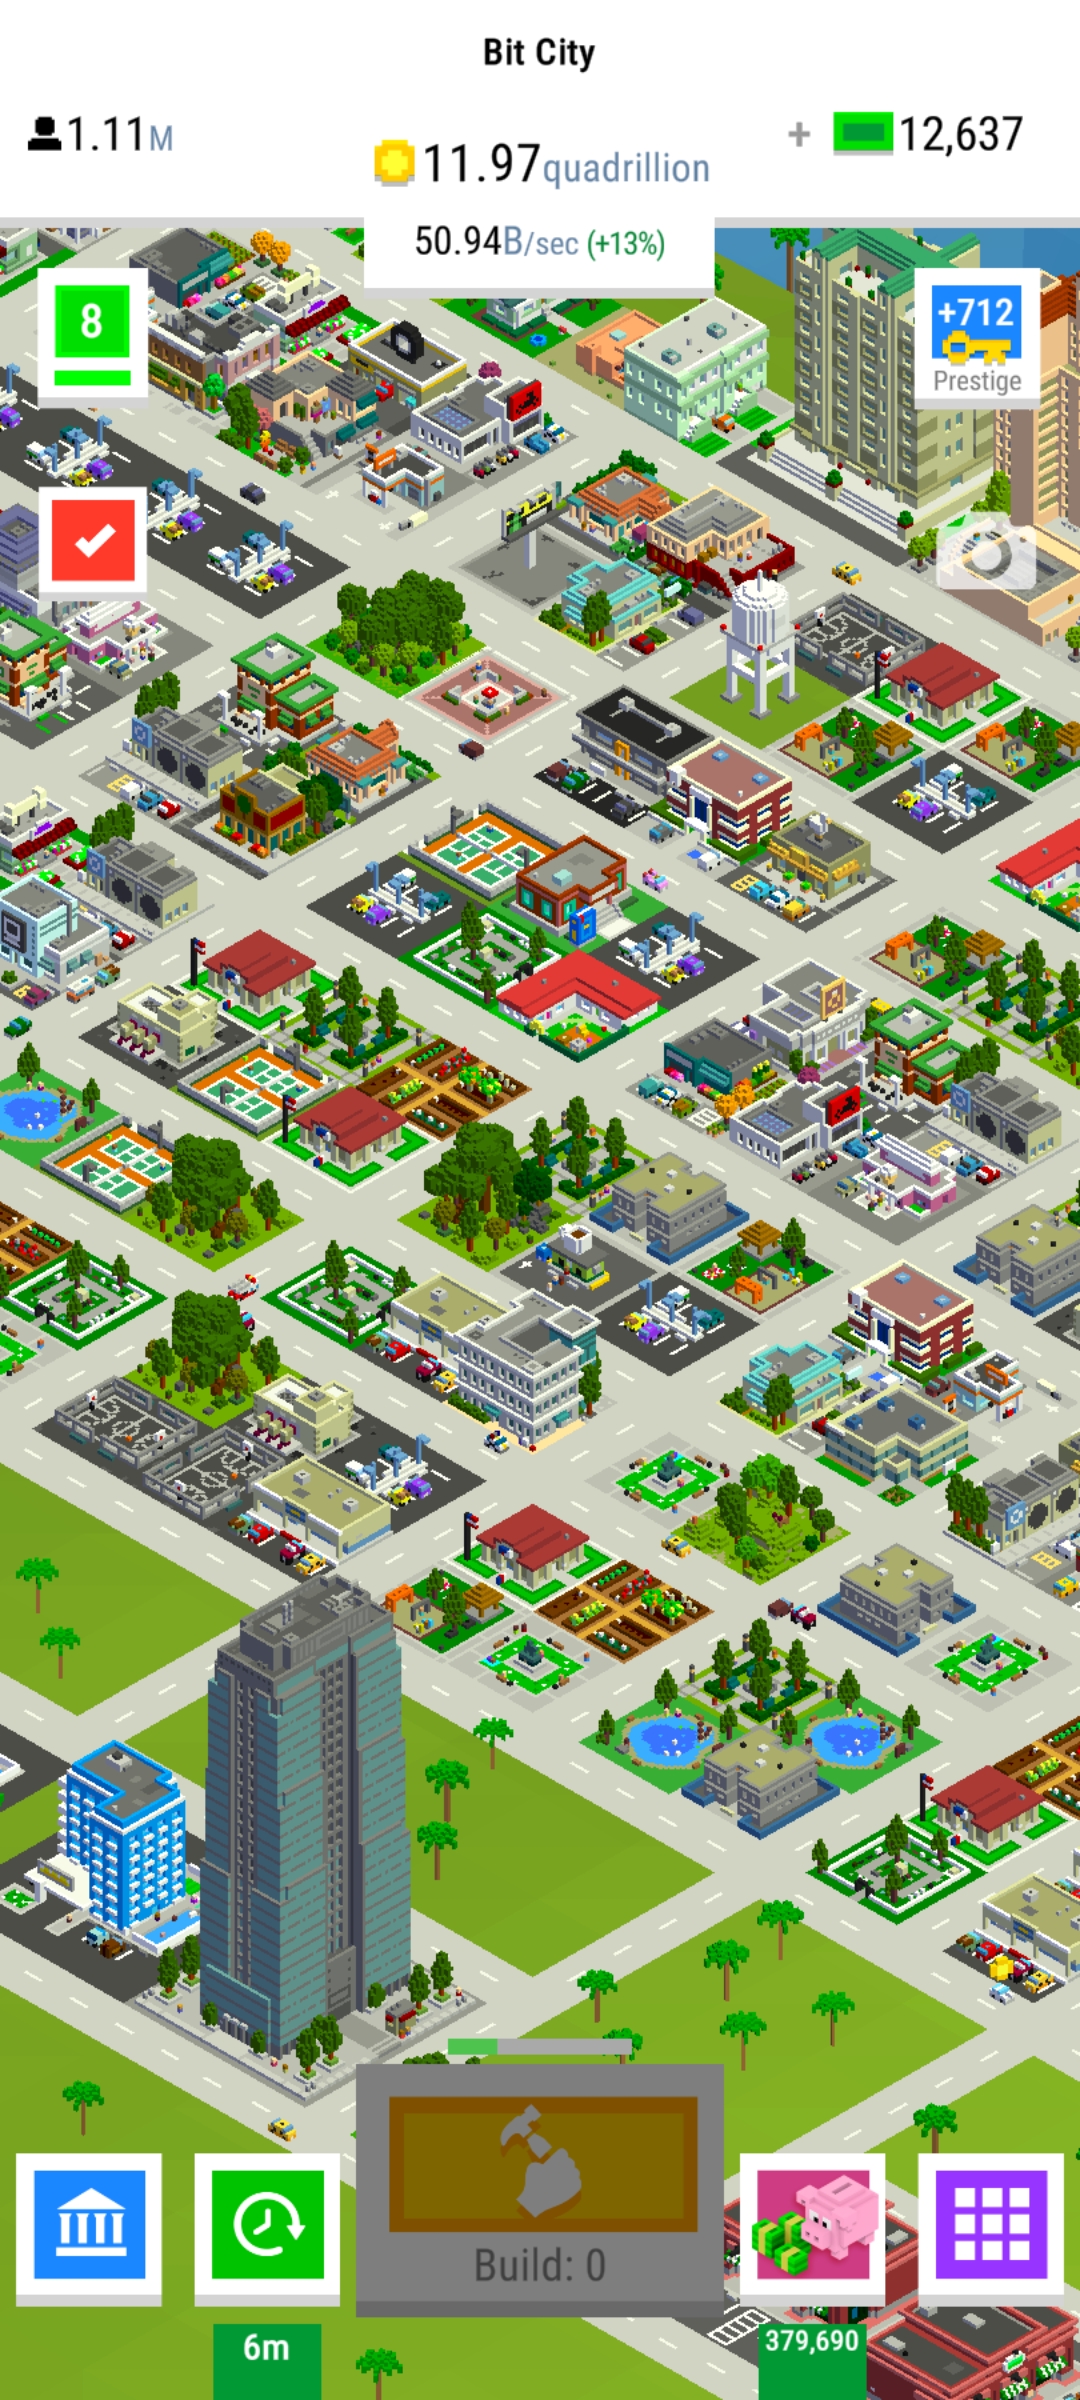 Bit City
1.11M
11.97quadrillion
+ 12,637
50.94B/sec (+13%)
8
+712
Prestige
Build: 0
6m
379,690